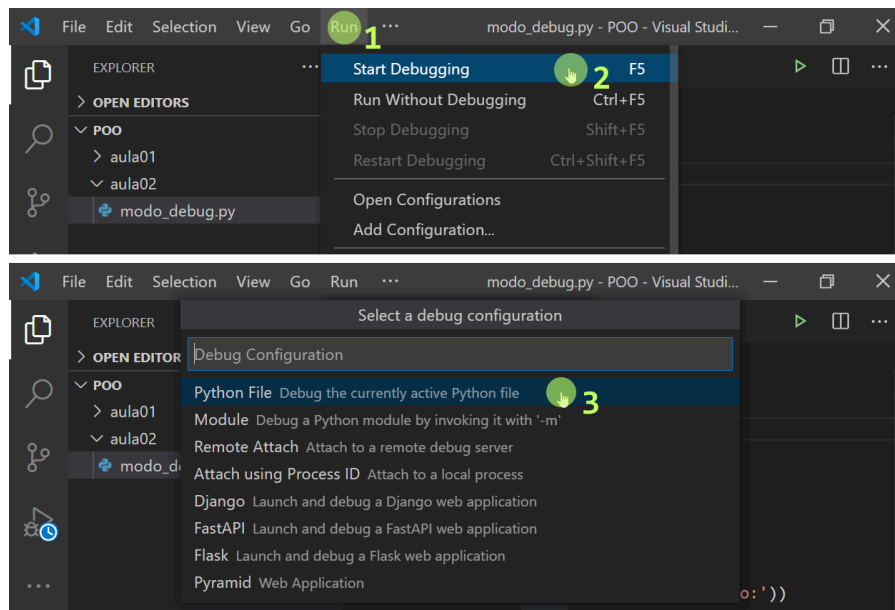 File Edit Selection View Go Run ··· modo_debug.py - POO - Visual Studi...
1
EXPLORER ···
Start Debugging F5
2
OPEN EDITORS
Run Without Debugging Ctrl+F5
POO
Stop Debugging Shift+F5
aula01
Restart Debugging Ctrl+Shift+F5
aula02
Open Configurations
modo_debug.py
Add Configuration...
File Edit Selection View Go Run ··· modo_debug.py - POO - Visual Studi...
EXPLORER
Select a debug configuration
OPEN EDITOR
Debug Configuration
POO
Python File Debug the currently active Python file
3
aula01
Module Debug a Python module by invoking it with '-m'
aula02
Remote Attach Attach to a remote debug server
modo_d
Attach using Process ID Attach to a local process
Django Launch and debug a Django web application
FastAPI Launch and debug a FastAPI web application
Flask Launch and debug a Flask web application
Pyramid Web Application
o:'))